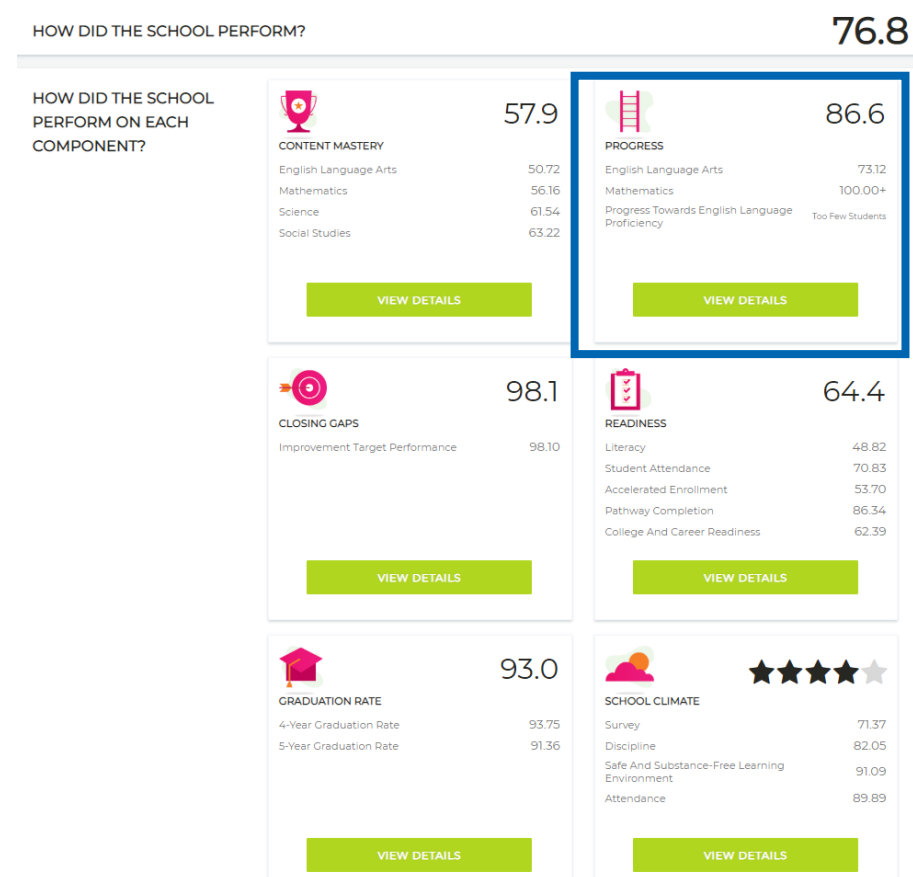 HOW DID THE SCHOOL PERFORM?
76.8
HOW DID THE SCHOOL
PERFORM ON EACH
COMPONENT?
57.9
CONTENT MASTERY
English Language Arts 50.72
Mathematics 56.16
Science 61.54
Social Studies 63.22
VIEW DETAILS
86.6
PROGRESS
English Language Arts 73.12
Mathematics 100.00+
Progress Towards English Language
Proficiency
Too Few Students
VIEW DETAILS
98.1
CLOSING GAPS
Improvement Target Performance 98.10
VIEW DETAILS
64.4
READINESS
Literacy 48.82
Student Attendance 70.83
Accelerated Enrollment 53.70
Pathway Completion 86.34
College And Career Readiness 62.39
VIEW DETAILS
93.0
GRADUATION RATE
4-Year Graduation Rate 93.75
5-Year Graduation Rate 91.36
VIEW DETAILS
SCHOOL CLIMATE
Survey 71.37
Discipline 82.05
Safe And Substance-Free Learning
Environment
91.09
Attendance 89.89
VIEW DETAILS